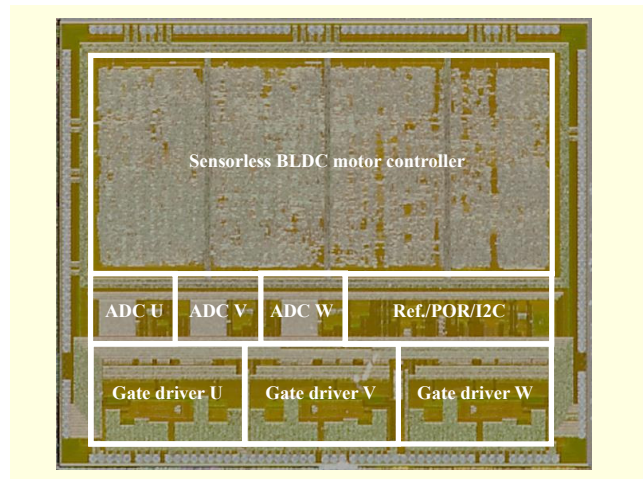 Sensorless BLDC motor controller
ADC U
ADC V
ADC W
Ref./POR/I2C
Gate driver U
Gate driver V
Gate driver W